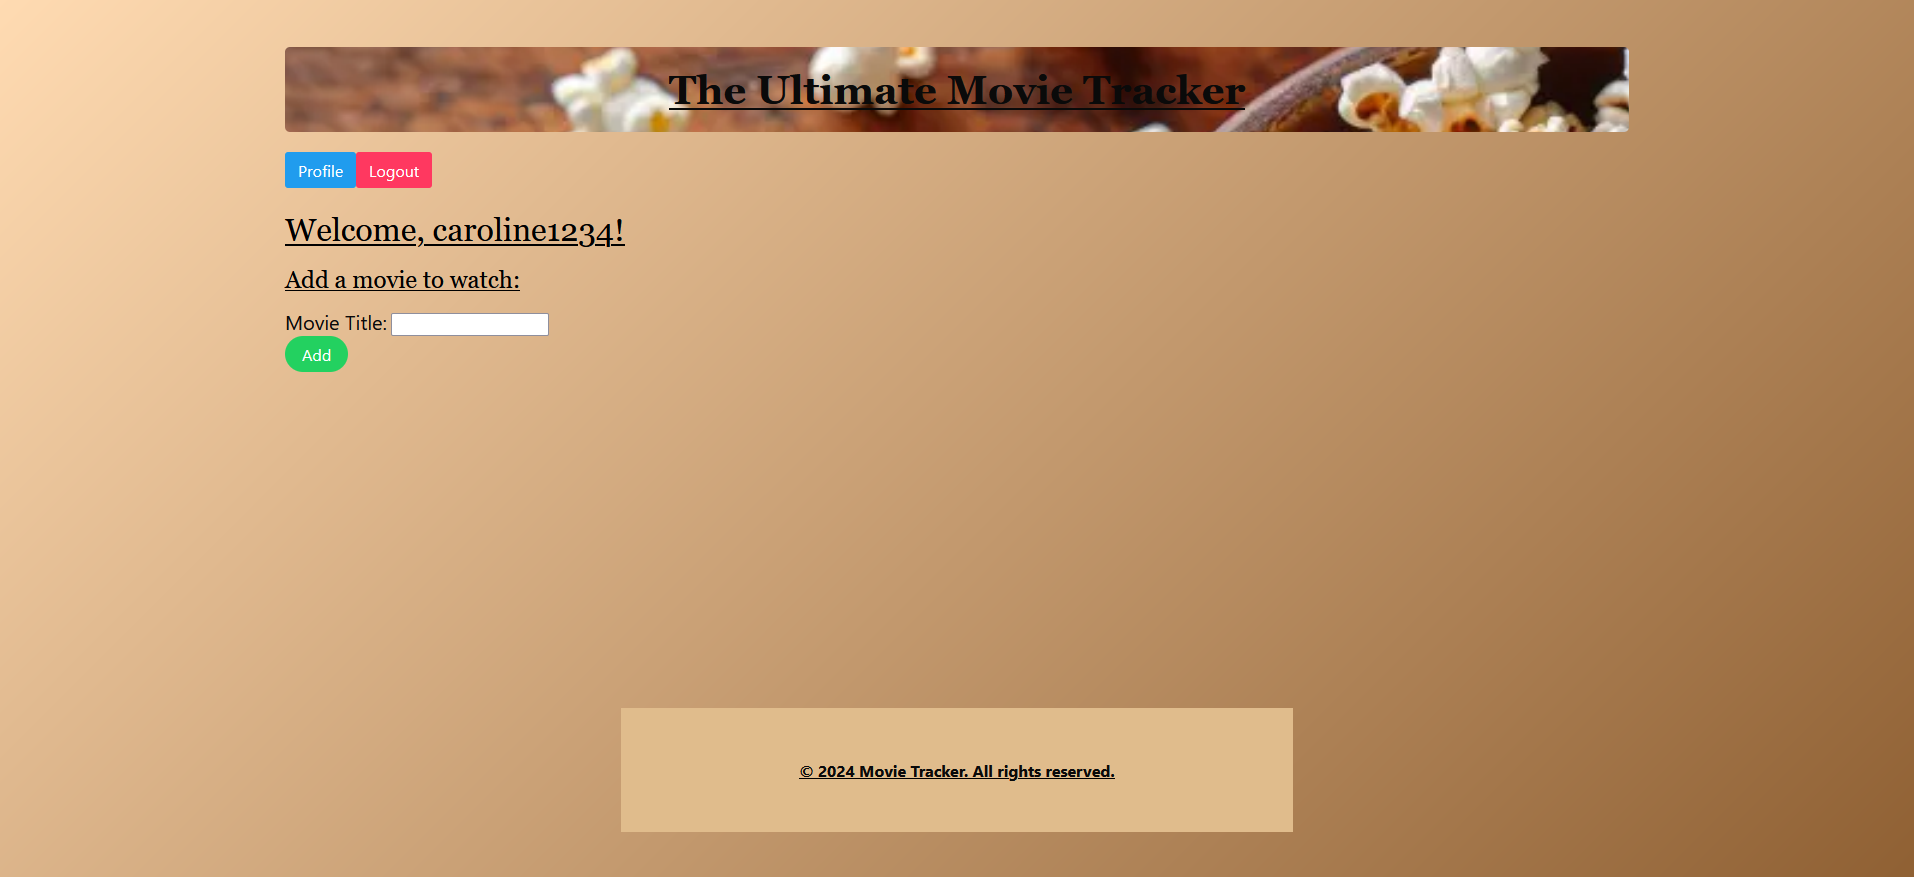 The Ultimate Movie Tracker
Profile Logout
Welcome, caroline1234!
Add a movie to watch:
Movie Title:
Add
© 2024 Movie Tracker. All rights reserved.